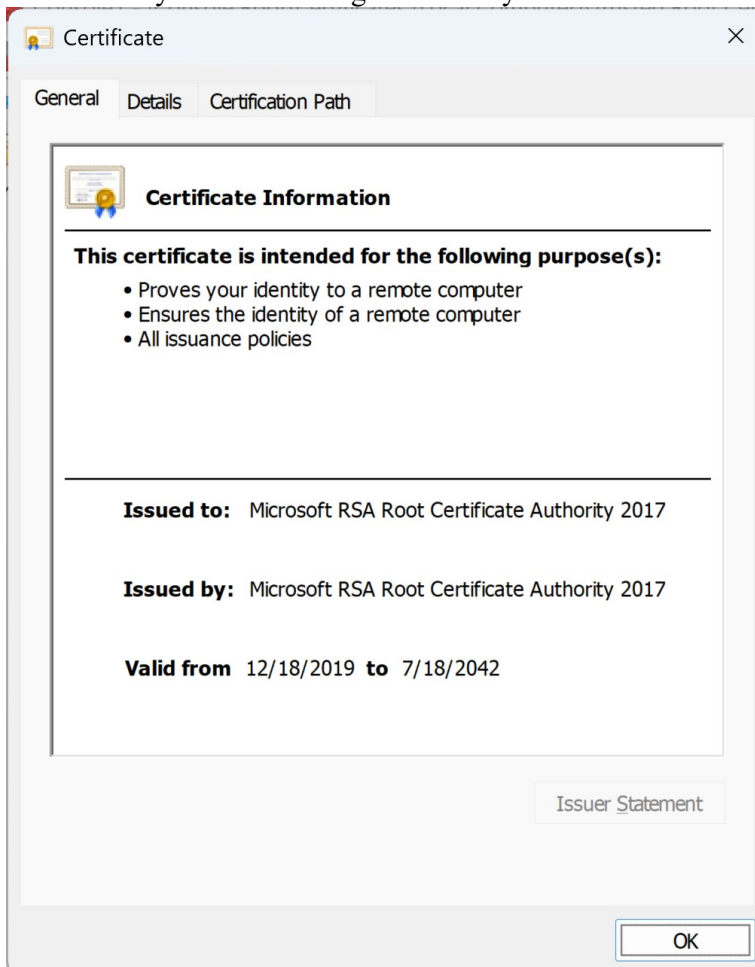 Certificate
General Details Certification Path
Certificate Information
This certificate is intended for the following purpose(s):
• Proves your identity to a remote computer
• Ensures the identity of a remote computer
• All issuance policies
Issued to: Microsoft RSA Root Certificate Authority 2017
Issued by: Microsoft RSA Root Certificate Authority 2017
Valid from 12/18/2019 to 7/18/2042
Issuer Statement
OK